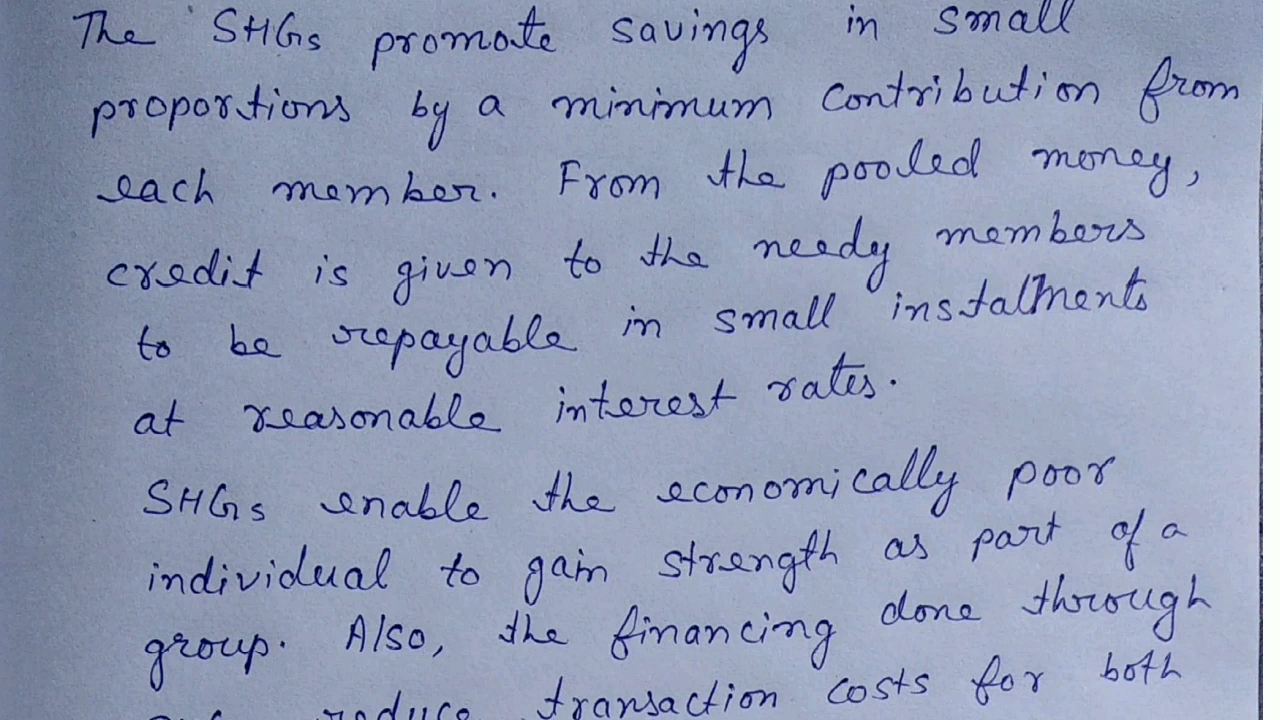 The SHGs promote savings in small
proportions by a minimum contribution from
each member. From the pooled money,
credit is given to the needy members
to be repayable in small instalments
at reasonable interest rates.
SHGs enable the economically poor
individual to gain strength as part of a
group. Also, the financing done through
reduce transaction costs for both